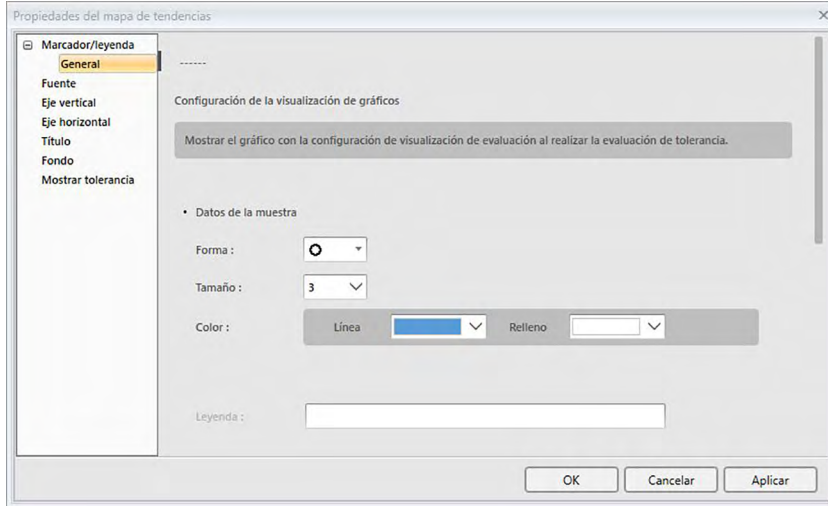 Propiedades del mapa de tendencias
Marcador/leyenda
General
Fuente
Eje vertical
Eje horizontal
Título
Fondo
Mostrar tolerancia
------
Configuración de la visualización de gráficos
Mostrar el gráfico con la configuración de visualización de evaluación al realizar la evaluación de tolerancia.
• Datos de la muestra
Forma :
Tamaño : 3
Color : Línea Relleno
Leyenda :
OK Cancelar Aplicar